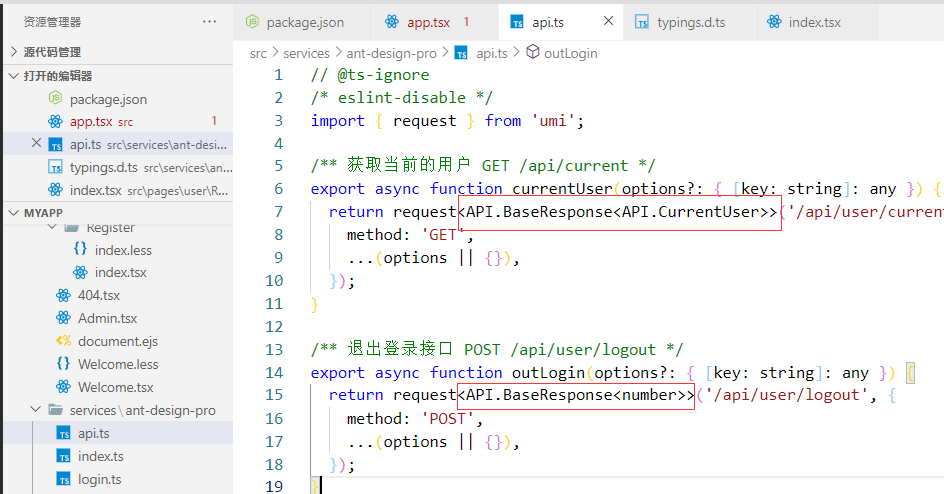 资源管理器 ···
源代码管理
打开的编辑器
package.json
app.tsx src 1
api.ts src\services\ant-desi...
typings.d.ts src\services\an...
index.tsx src\pages\user\R...
MYAPP
Register
index.less
index.tsx
404.tsx
Admin.tsx
document.ejs
Welcome.less
Welcome.tsx
services\ant-design-pro
api.ts
index.ts
login.ts
package.json app.tsx 1 api.ts typings.d.ts index.tsx
src > services > ant-design-pro > api.ts > outLogin
1 // @ts-ignore
2 /* eslint-disable */
3 import { request } from 'umi';
4
5 /** 获取当前的用户 GET /api/current */
6 export async function currentUser(options?: { [key: string]: any }) {
7 return request<API.BaseResponse<API.CurrentUser>>('/api/user/current
8 method: 'GET',
9 ...(options || {}),
10 });
11 }
12
13 /** 退出登录接口 POST /api/user/logout */
14 export async function outLogin(options?: { [key: string]: any }) {
15 return request<API.BaseResponse<number>>('/api/user/logout', {
16 method: 'POST',
17 ...(options || {}),
18 });
19 }